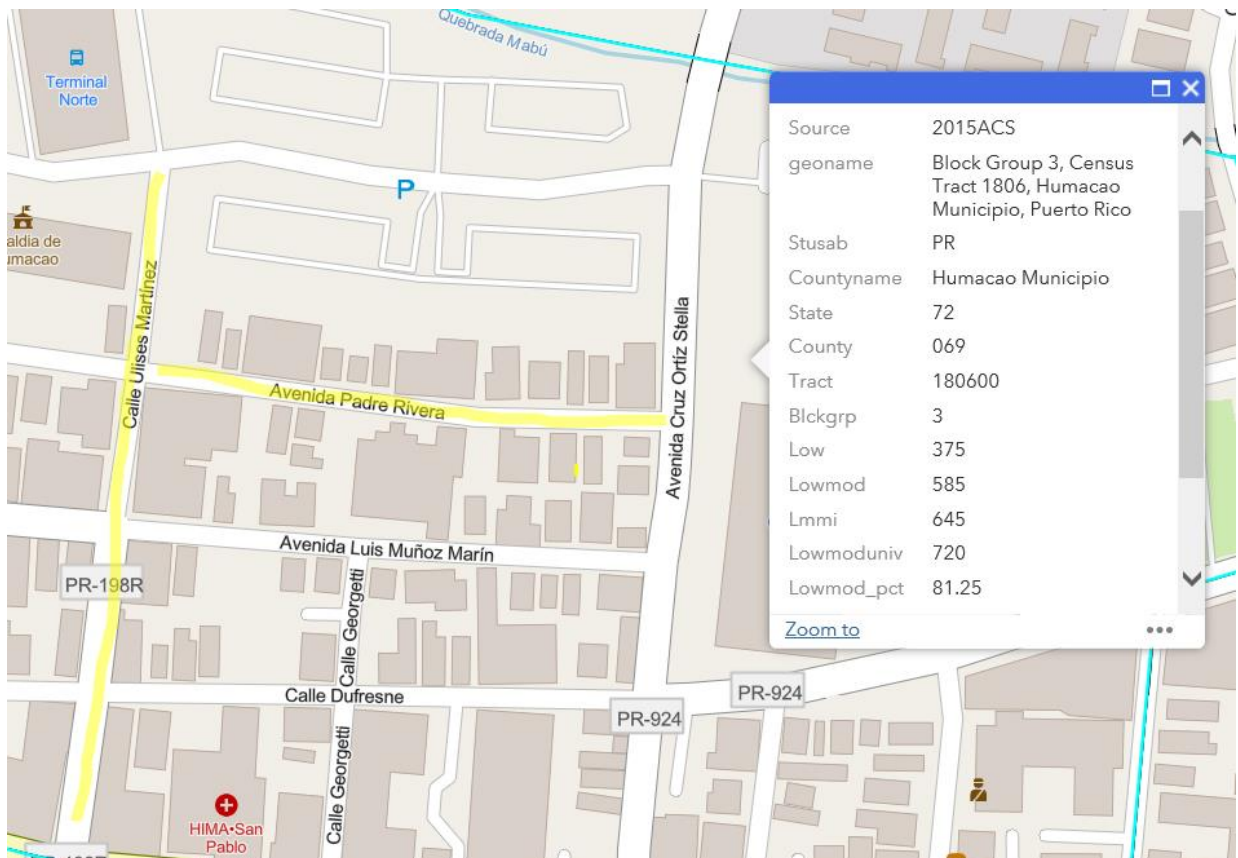 Quebrada Mabú
Terminal
Norte
P
aldia de
umacao
Calle Ulises Martínez
Avenida Padre Rivera
Avenida Cruz Ortíz Stella
Avenida Luis Muñoz Marín
PR-198R
Calle Georgetti
Calle Dufresne
PR-924
PR-924
Calle Georgetti
HIMA•San
Pablo
Source 2015ACS
geoname Block Group 3, Census
Tract 1806, Humacao
Municipio, Puerto Rico
Stusab PR
Countyname Humacao Municipio
State 72
County 069
Tract 180600
Blckgrp 3
Low 375
Lowmod 585
Lmmi 645
Lowmoduniv 720
Lowmod_pct 81.25
Zoom to